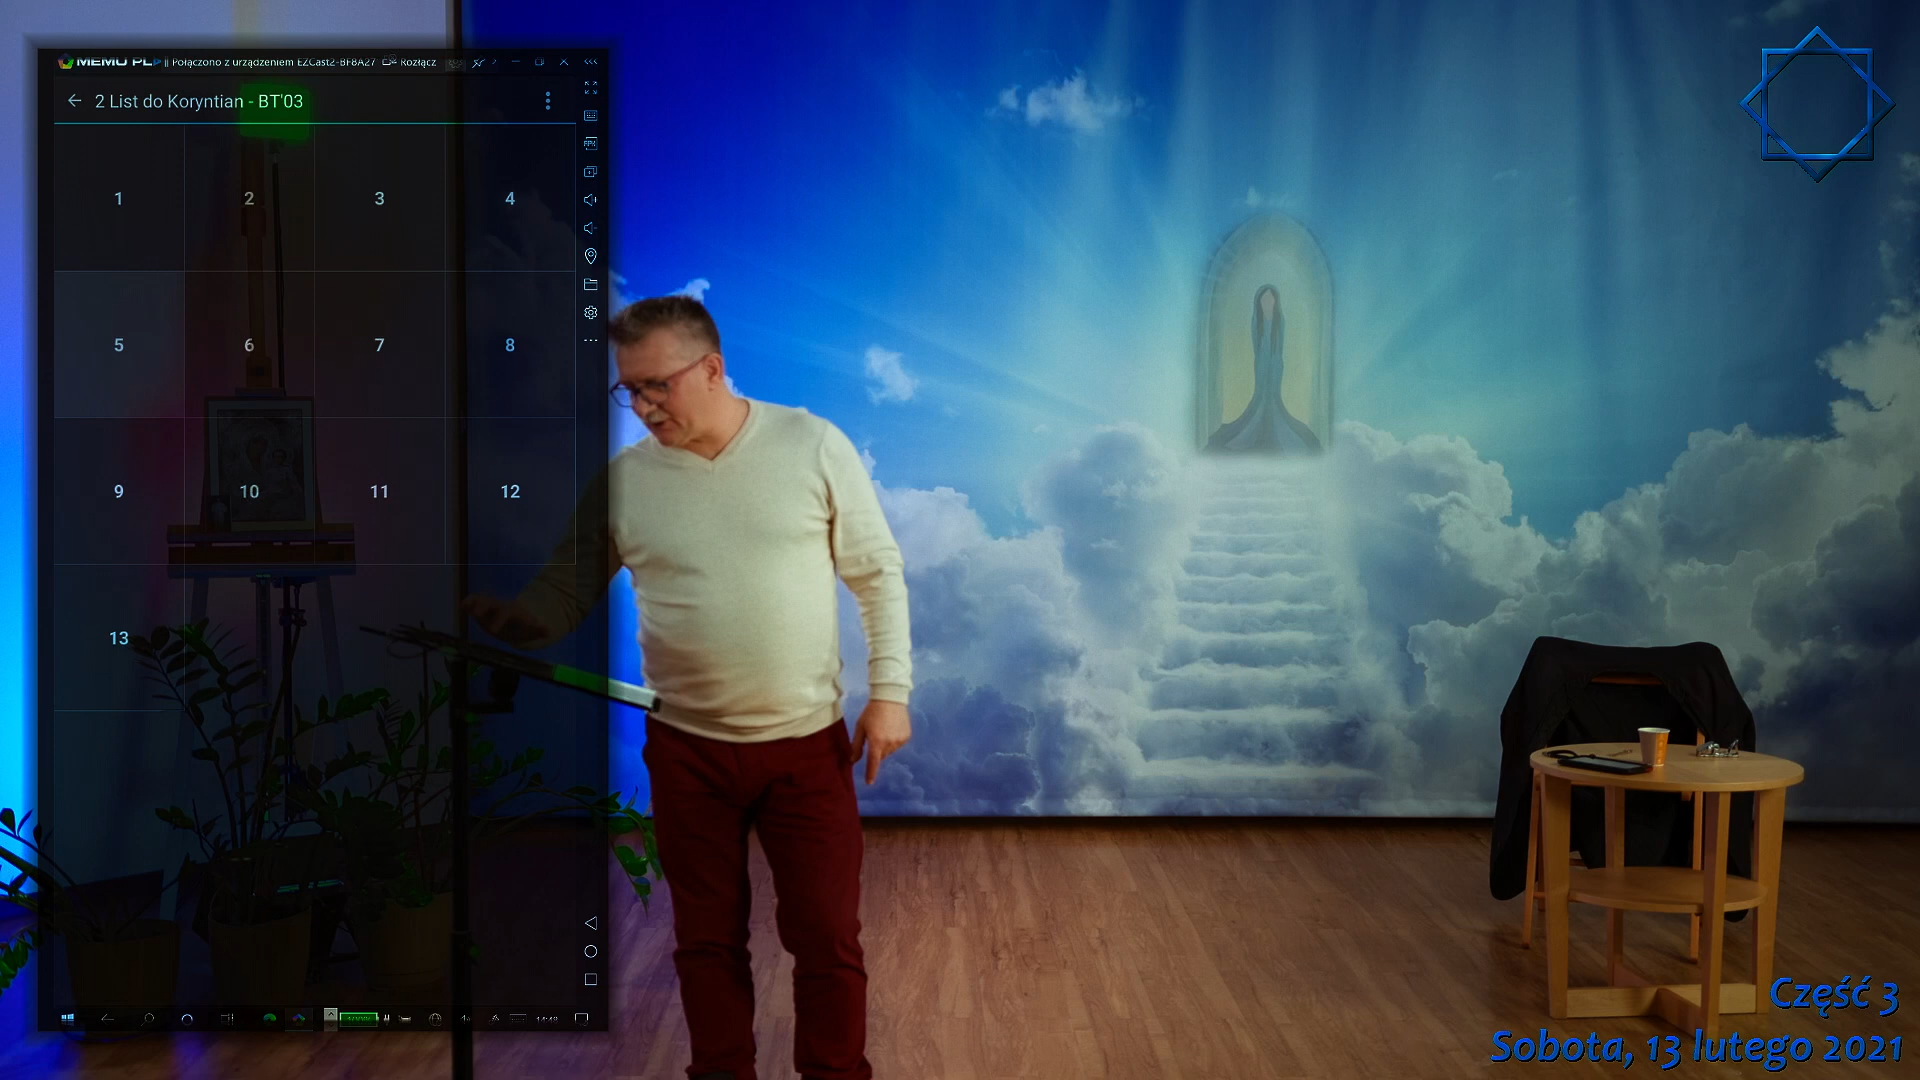 MEMU PL
Połączono z urządzeniem EZCast2-BF8A27 Rozłącz
2 List do Koryntian - BT'03
1 2 3 4
5 6 7 8
9 10 11 12
13
Część 3
Sobota, 13 lutego 2021